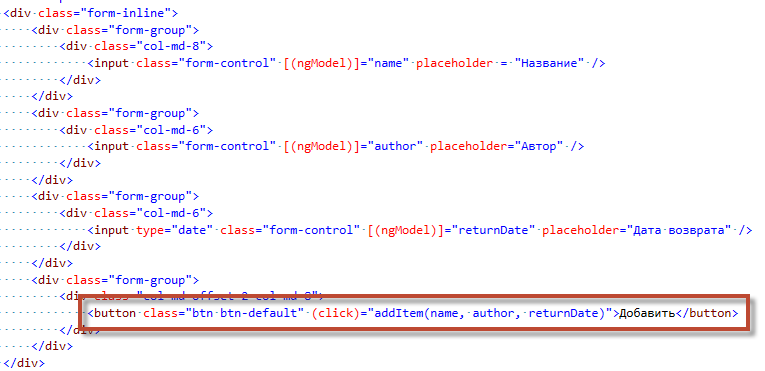 <div class="form-inline">
<div class="form-group">
<div class="col-md-8">
<input class="form-control" [(ngModel)]="name" placeholder = "Название" />
</div>
</div>
<div class="form-group">
<div class="col-md-6">
<input class="form-control" [(ngModel)]="author" placeholder="Автор" />
</div>
</div>
<div class="form-group">
<div class="col-md-6">
<input type="date" class="form-control" [(ngModel)]="returnDate" placeholder="Дата возврата" />
</div>
</div>
<div class="form-group">
<div class="col-md-offset-2 col-md-8">
<button class="btn btn-default" (click)="addItem(name, author, returnDate)">Добавить</button>
</div>
</div>
</div>